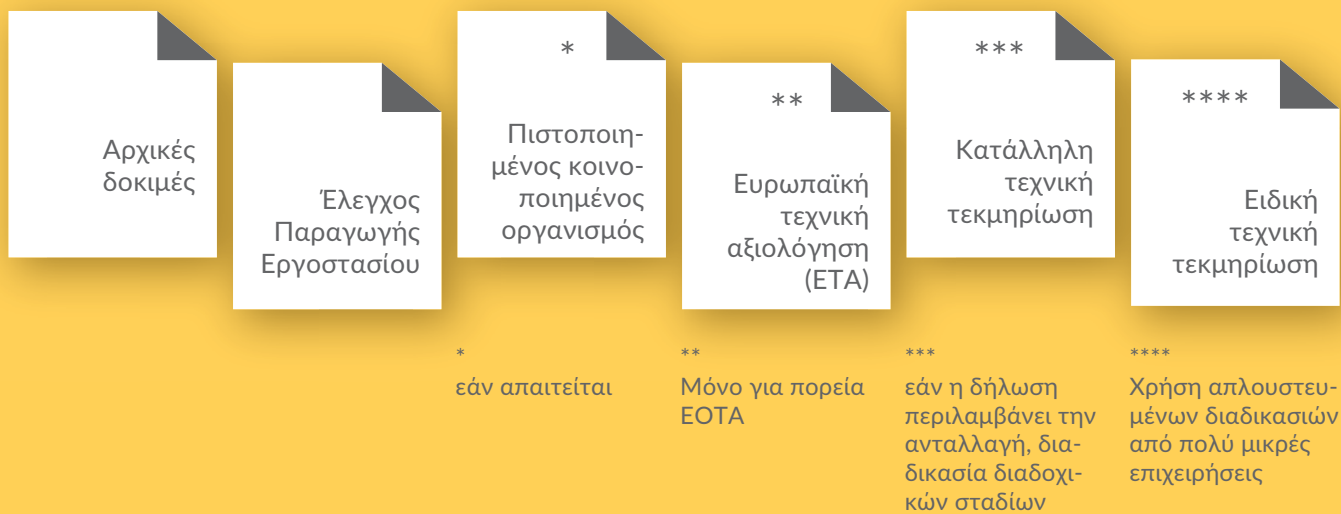 Αρχικές
δοκιμές
Έλεγχος
Παραγωγής
Εργοστασίου
*
Πιστοποιη-
μένος κοινο-
ποιημένος
οργανισμός
**
Ευρωπαϊκή
τεχνική
αξιολόγηση
(ETA)
***
Κατάλληλη
τεχνική
τεκμηρίωση
****
Ειδική
τεχνική
τεκμηρίωση
*
εάν απαιτείται
**
Μόνο για πορεία
EOTA
***
εάν η δήλωση
περιλαμβάνει την
ανταλλαγή, δια-
δικασία διαδοχι-
κών σταδίων
****
Χρήση απλουστευ-
μένων διαδικασιών
από πολύ μικρές
επιχειρήσεις